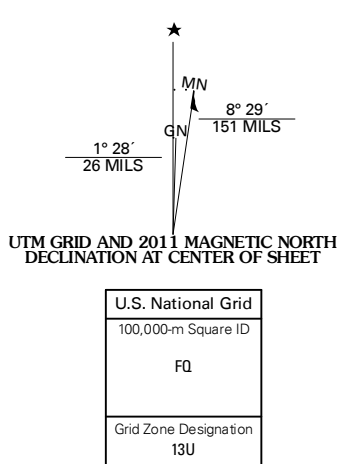 ★
MN
8° 29´
151 MILS
GN
1° 28´
26 MILS
UTM GRID AND 2011 MAGNETIC NORTH
DECLINATION AT CENTER OF SHEET
U.S. National Grid
100,000-m Square ID
FQ
Grid Zone Designation
13U